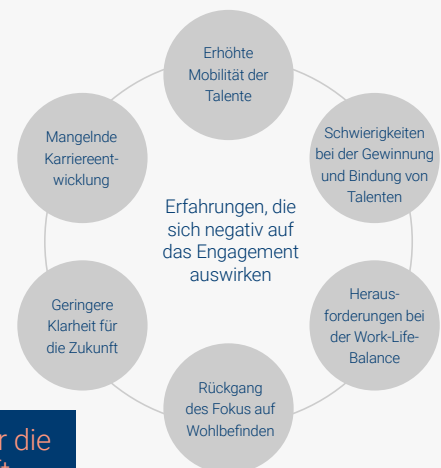 Erhöhte
Mobilität der
Talente
Schwierigkeiten
bei der Gewinnung
und Bindung von
Talenten
Heraus-
forderungen bei
der Work-Life-
Balance
Rückgang
des Fokus auf
Wohlbefinden
Geringere
Klarheit für
die Zukunft
Mangelnde
Karriereent-
wicklung
Erfahrungen, die
sich negativ auf
das Engagement
auswirken
die